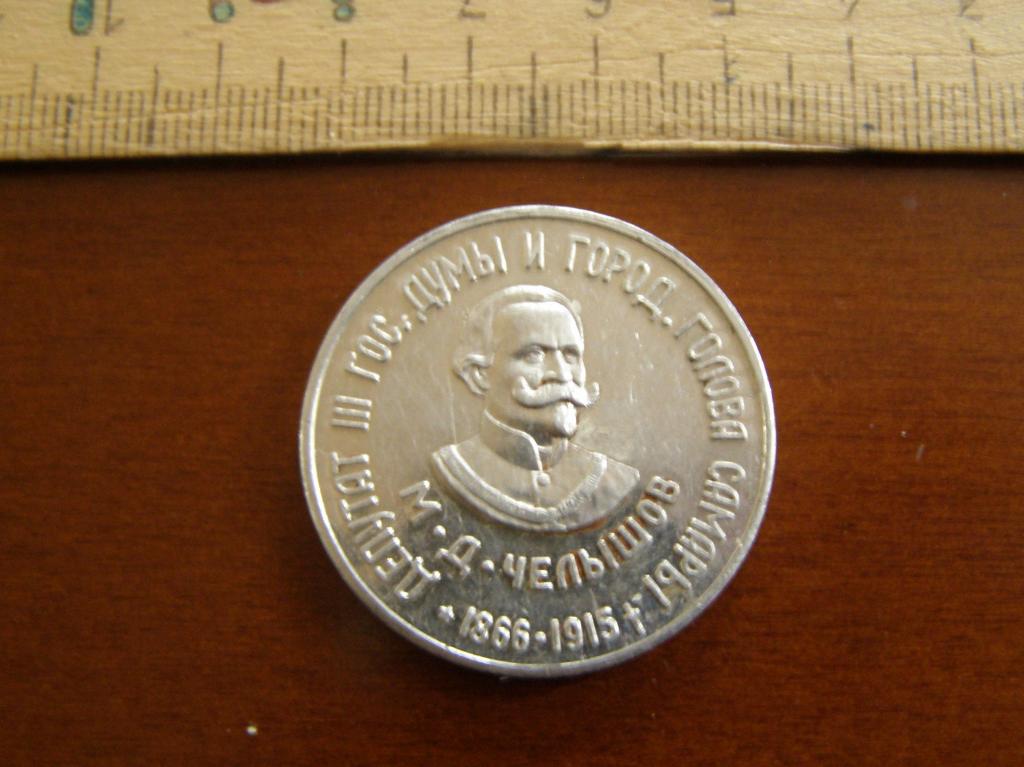 ДЕПУТАТ III ГОС. ДУМЫ И ГОРОД. ГОЛОВА САМАРЫ
М. Д. ЧЕЛЫШОВ
* 1866 · 1915 †